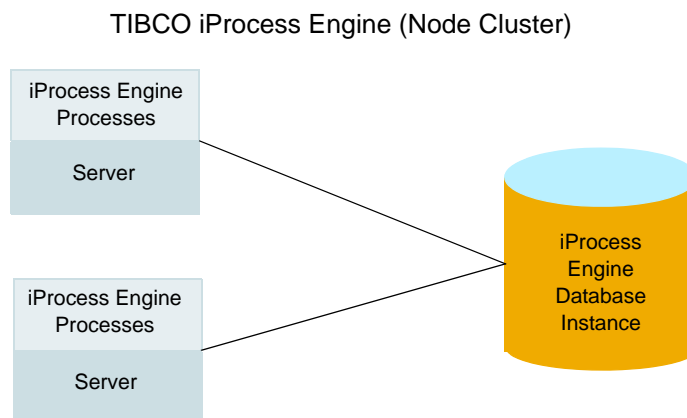 TIBCO iProcess Engine (Node Cluster)
iProcess Engine
Processes
Server
iProcess Engine
Processes
Server
iProcess
Engine
Database
Instance